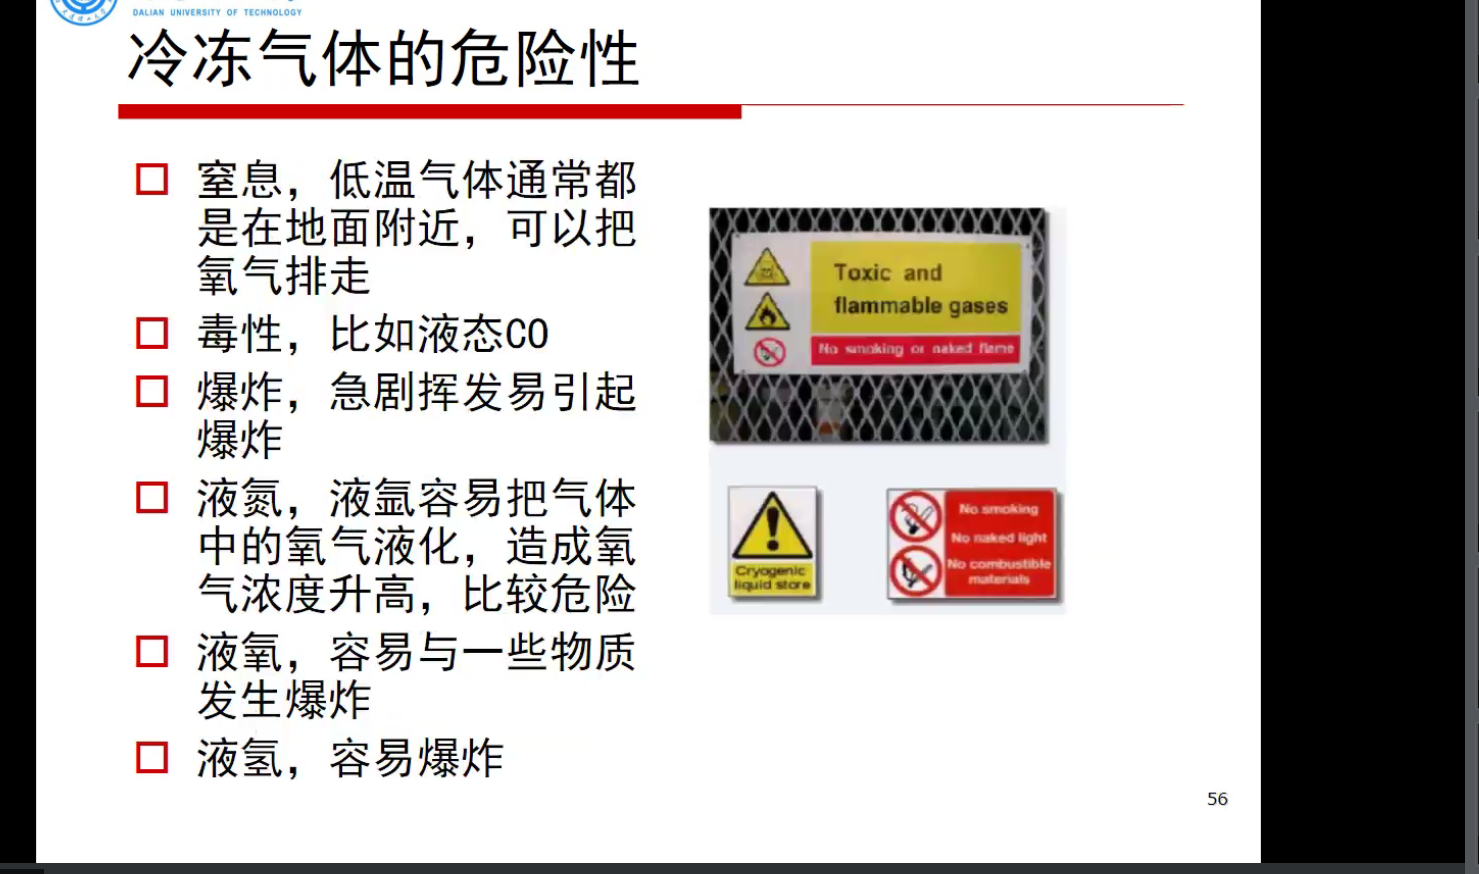 DALIAN UNIVERSITY OF TECHNOLOGY
冷冻气体的危险性
窒息，低温气体通常都
是在地面附近，可以把
氧气排走
毒性，比如液态CO
爆炸，急剧挥发易引起
爆炸
液氮，液氩容易把气体
中的氧气液化，造成氧
气浓度升高，比较危险
液氧，容易与一些物质
发生爆炸
液氢，容易爆炸
Toxic and
flammable gases
No smoking or naked flame
Cryogenic
liquid store
No smoking
No naked light
No combustible
materials
56